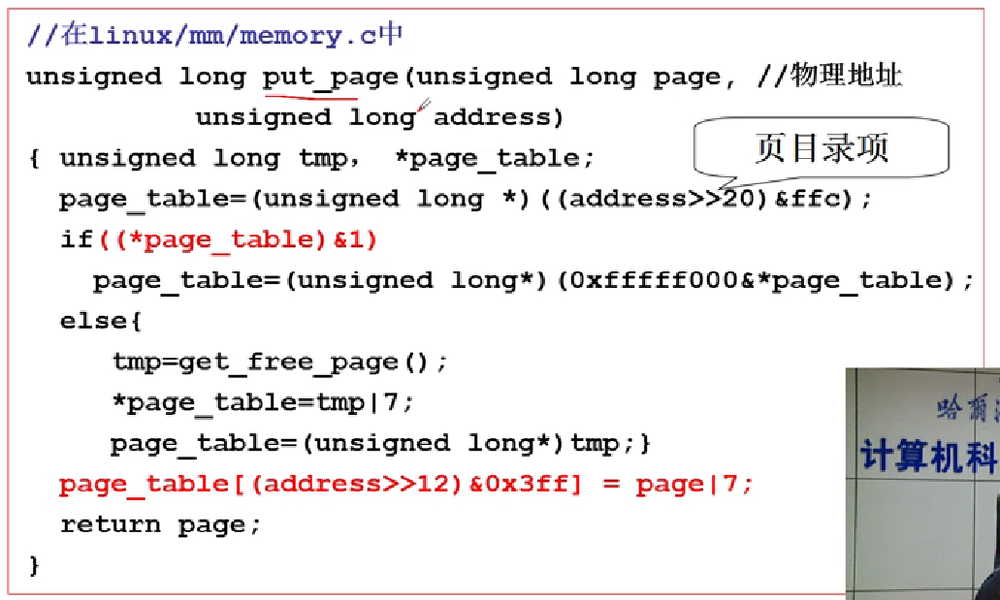 //在linux/mm/memory.c中
unsigned long put_page(unsigned long page, //物理地址
unsigned long address)
{ unsigned long tmp, *page_table;
页目录项
page_table=(unsigned long *)((address>>20)&ffc);
if((*page_table)&1)
page_table=(unsigned long*)(0xfffff000&*page_table);
else{
tmp=get_free_page();
*page_table=tmp|7;
page_table=(unsigned long*)tmp;}
page_table[(address>>12)&0x3ff] = page|7;
return page;
}
哈爾
计算机科